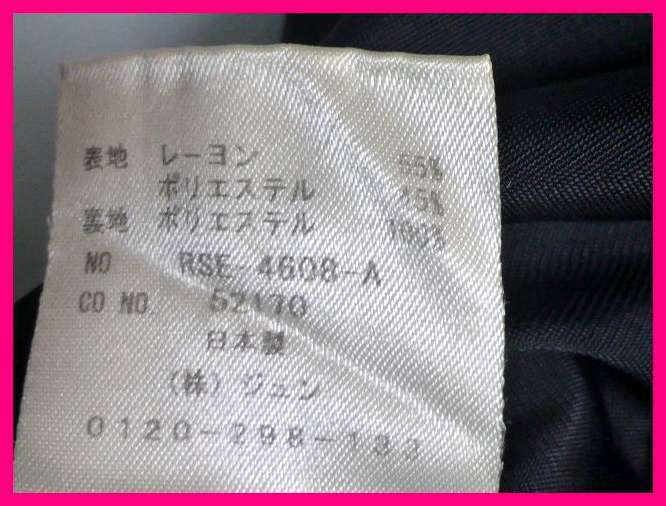 表地 レーヨン 55%
ポリエステル 45%
裏地 ポリエステル 100%
NO RSE-4608-A
CO NO 52170
日本製
(株) ジュン
0120-298-133